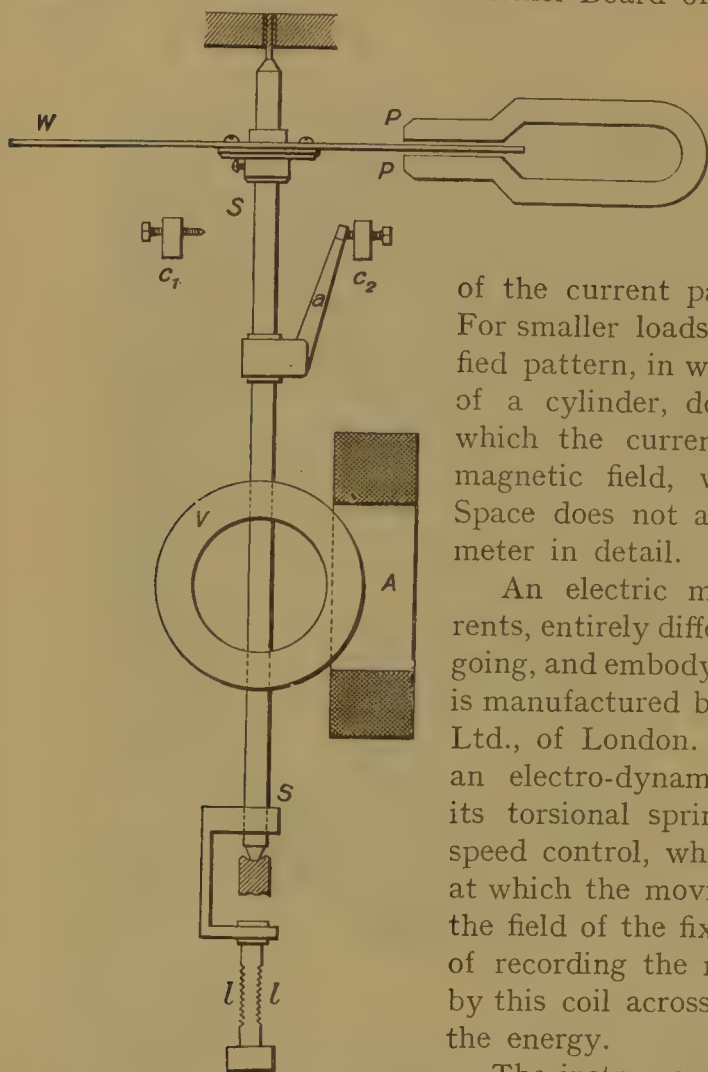 Board of
W
P
P
S
C₁
a
C₂
V
A
S
l l
of the current pa
For smaller loads
fied pattern, in w
of a cylinder, do
which the curren
magnetic field, v
Space does not a
meter in detail.
An electric m
rents, entirely diffe
going, and embody
is manufactured b
Ltd., of London.
an electro-dynam
its torsional sprin
speed control, wh
at which the movi
the field of the fix
of recording the r
by this coil across
the energy.